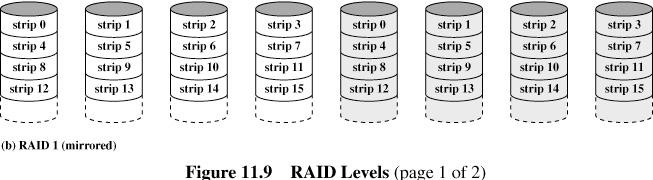 strip 0 strip 1 strip 2 strip 3 strip 0 strip 1 strip 2 strip 3
strip 4 strip 5 strip 6 strip 7 strip 4 strip 5 strip 6 strip 7
strip 8 strip 9 strip 10 strip 11 strip 8 strip 9 strip 10 strip 11
strip 12 strip 13 strip 14 strip 15 strip 12 strip 13 strip 14 strip 15
(b) RAID 1 (mirrored)
Figure 11.9 RAID Levels (page 1 of 2)